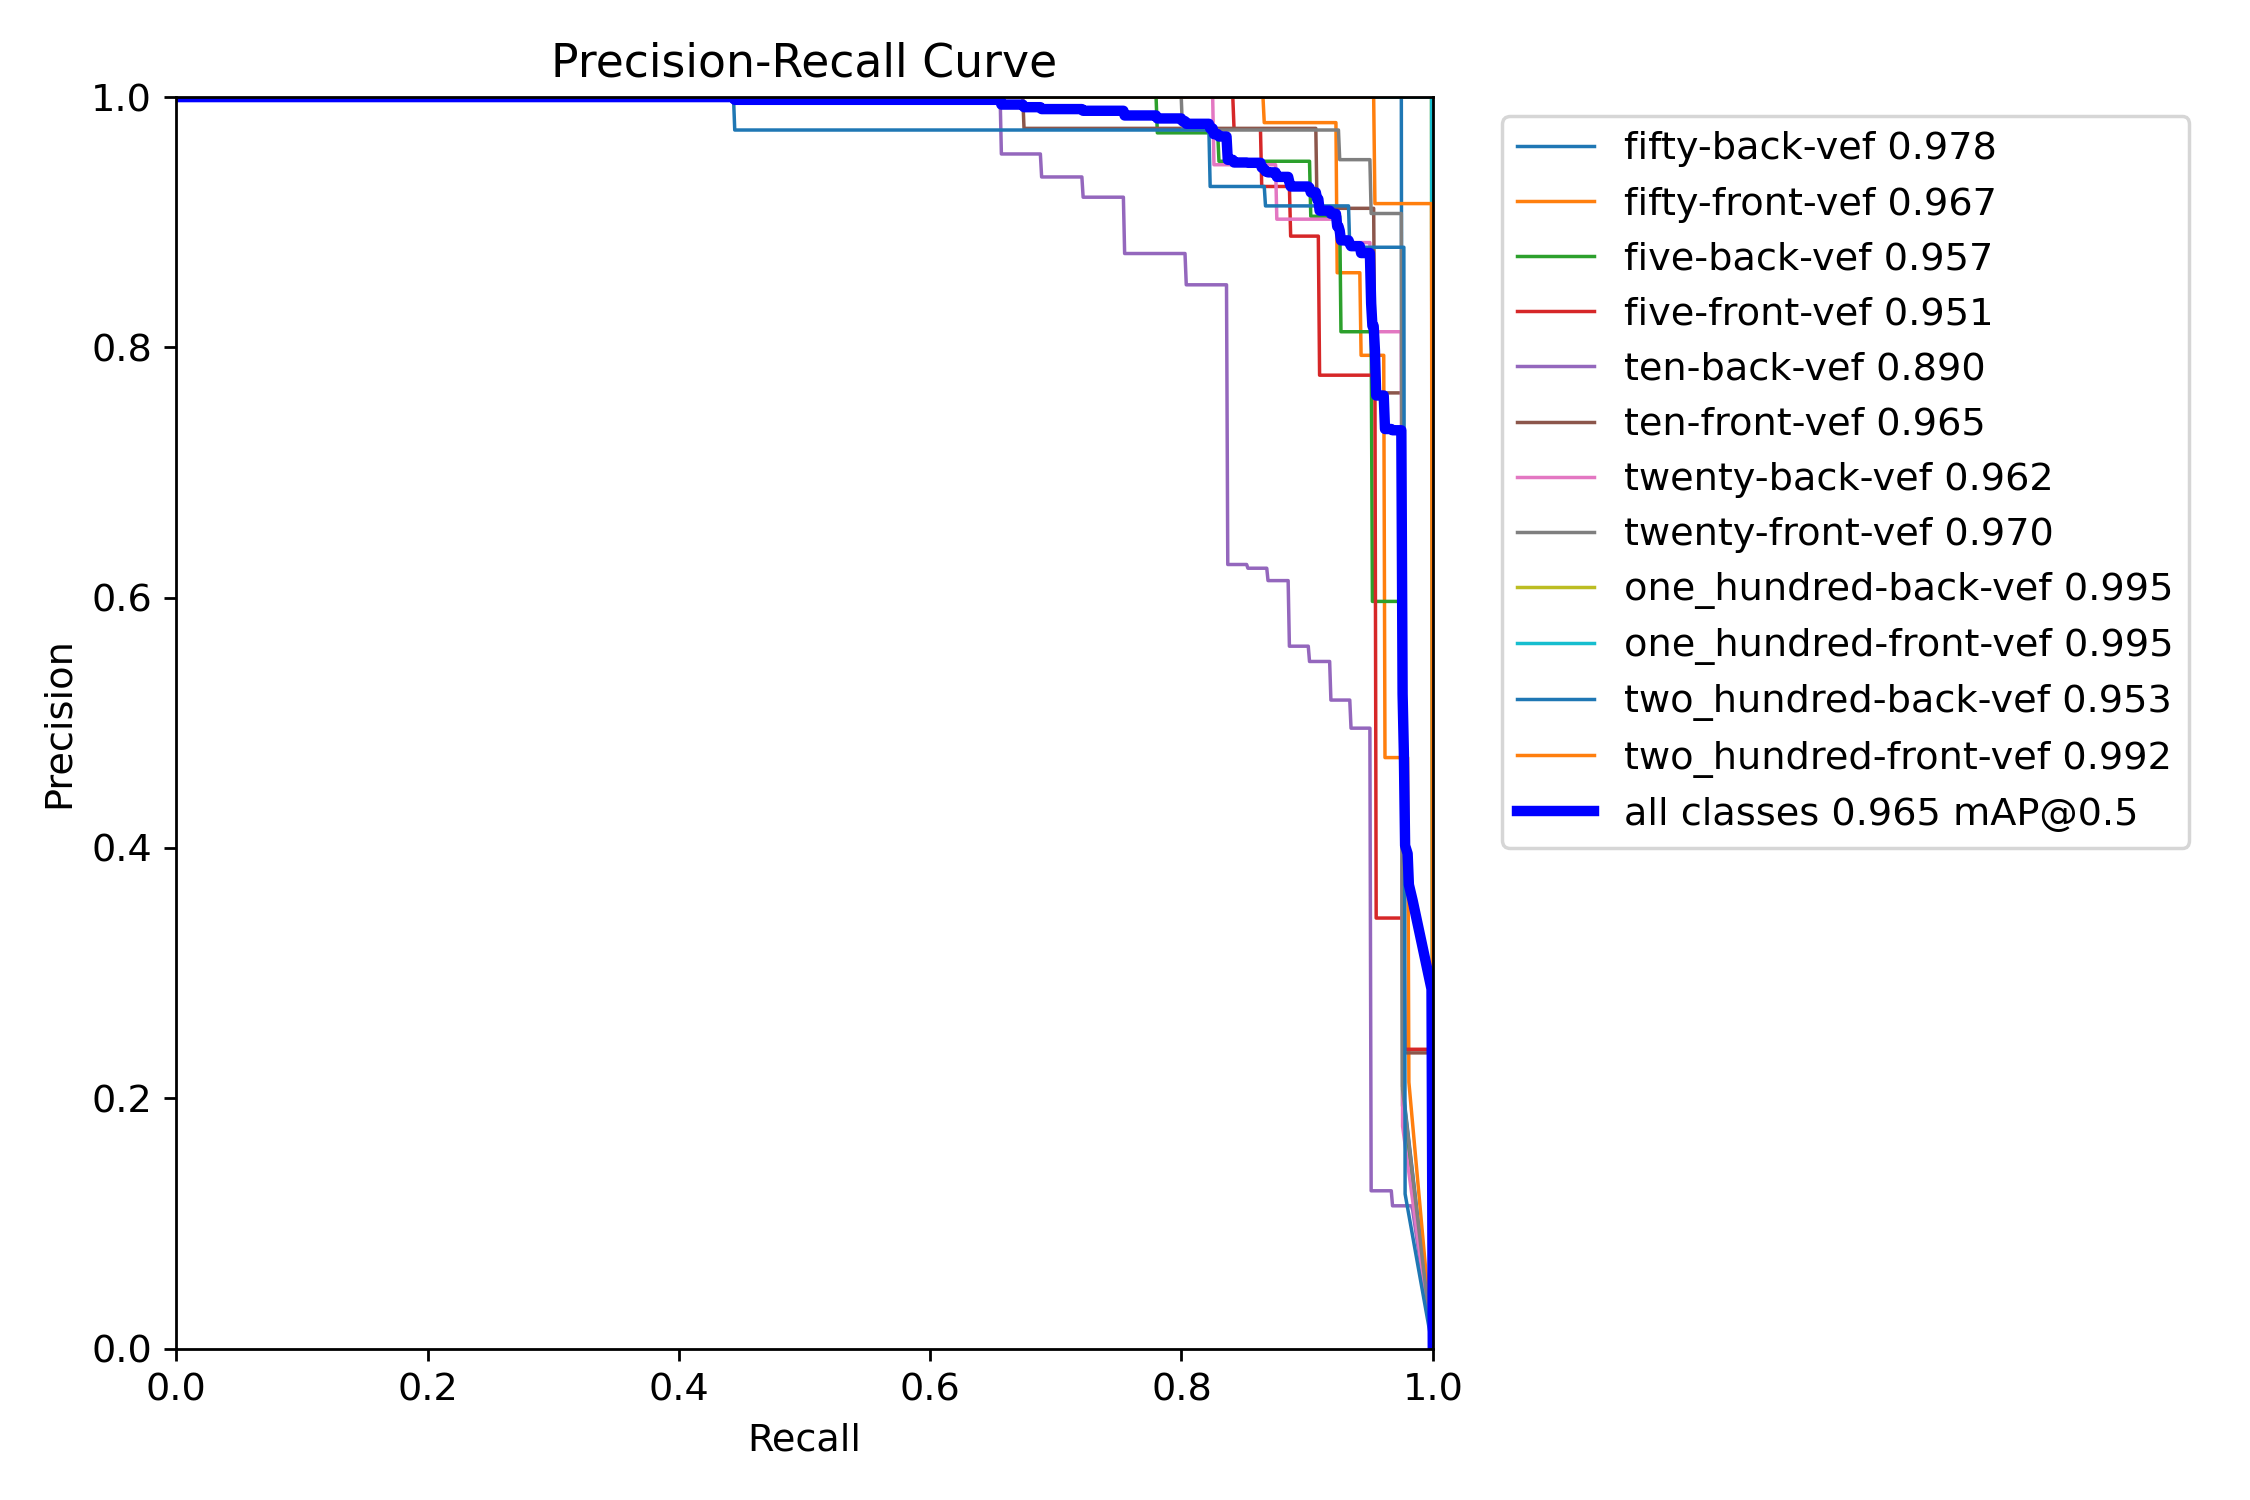 Precision-Recall Curve
1.0
0.8
0.6
0.4
0.2
0.0
Precision
0.0 0.2 0.4 0.6 0.8 1.0
Recall
fifty-back-vef 0.978
fifty-front-vef 0.967
five-back-vef 0.957
five-front-vef 0.951
ten-back-vef 0.890
ten-front-vef 0.965
twenty-back-vef 0.962
twenty-front-vef 0.970
one_hundred-back-vef 0.995
one_hundred-front-vef 0.995
two_hundred-back-vef 0.953
two_hundred-front-vef 0.992
all classes 0.965 mAP@0.5